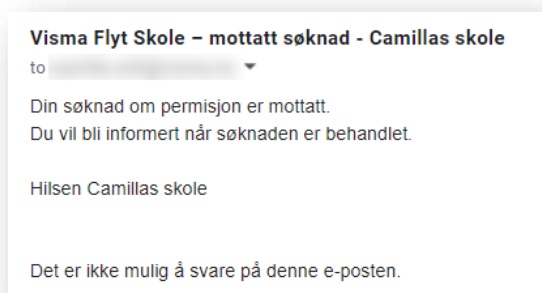 Visma Flyt Skole – mottatt søknad - Camillas skole
to
Din søknad om permisjon er mottatt.
Du vil bli informert når søknaden er behandlet.
Hilsen Camillas skole
Det er ikke mulig å svare på denne e-posten.